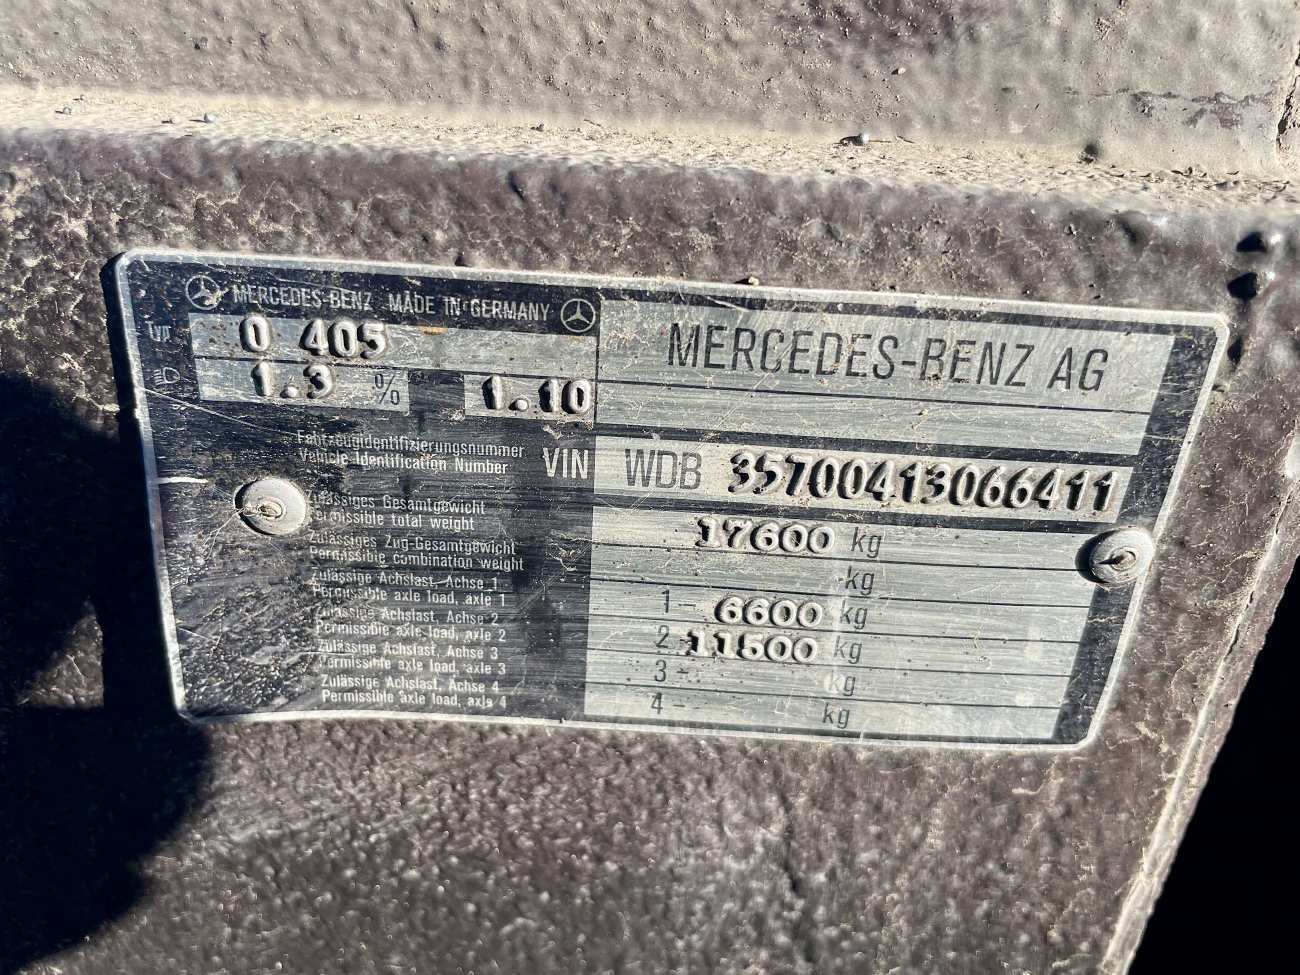 MERCEDES-BENZ MADE IN GERMANY
Typ O 405
1.3 % 1.10
MERCEDES-BENZ AG
Fahrzeugidentifizierungsnummer
Vehicle Identification Number
VIN WDB 35700413066411
Zulässiges Gesamtgewicht
Permissible total weight
17600 kg
Zulässiges Zug-Gesamtgewicht
Permissible combination weight
kg
Zulässige Achslast, Achse 1
Permissible axle load, axle 1
1 - 6600 kg
Zulässige Achslast, Achse 2
Permissible axle load, axle 2
2 - 11500 kg
Zulässige Achslast, Achse 3
Permissible axle load, axle 3
3 - kg
Zulässige Achslast, Achse 4
Permissible axle load, axle 4
4 - kg